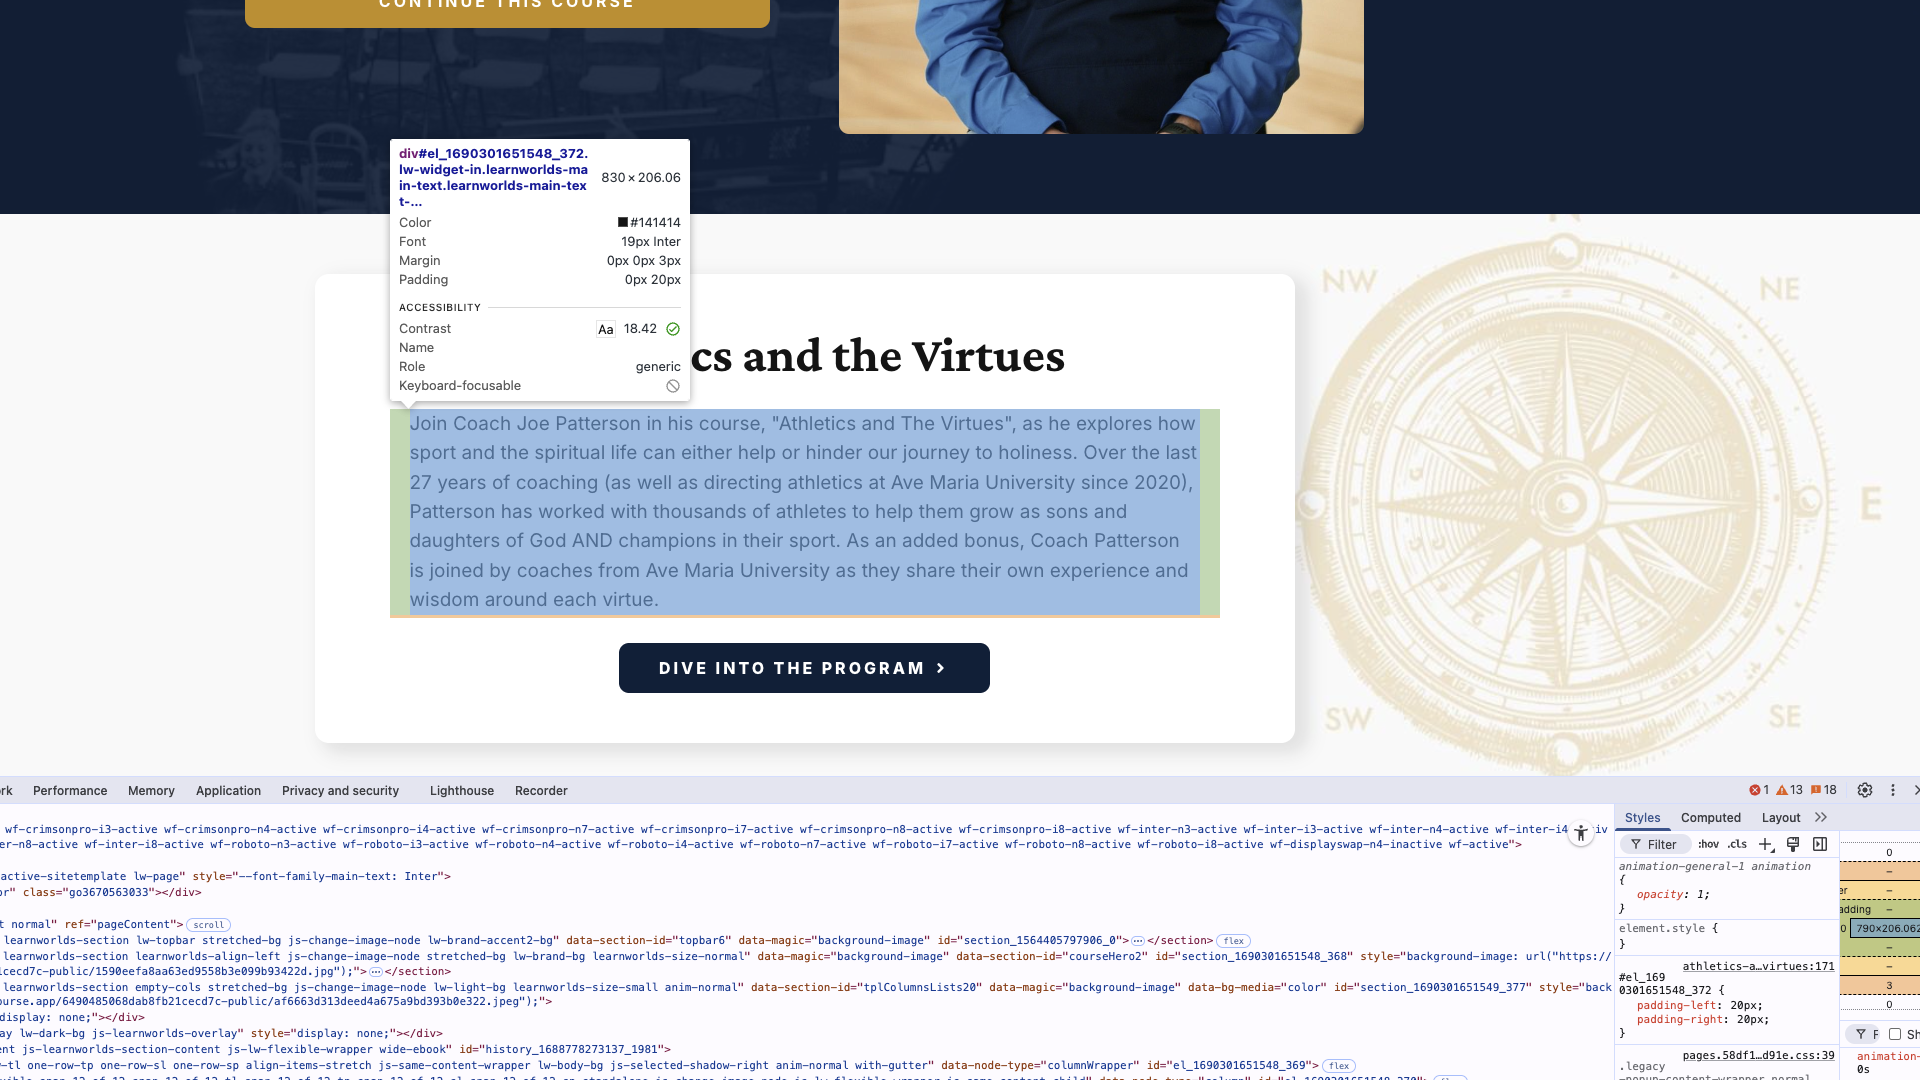 CONTINUE THIS COURSE
div#el_1690301651548_372.
lw-widget-in.learnworlds-ma
in-text.learnworlds-main-tex
t-...
830 × 206.06
Color #141414
Font 19px Inter
Margin 0px 0px 3px
Padding 0px 20px
ACCESSIBILITY
Contrast Aa 18.42
Name
Role generic
Keyboard-focusable
cs and the Virtues
Join Coach Joe Patterson in his course, "Athletics and The Virtues", as he explores how
sport and the spiritual life can either help or hinder our journey to holiness. Over the last
27 years of coaching (as well as directing athletics at Ave Maria University since 2020),
Patterson has worked with thousands of athletes to help them grow as sons and
daughters of God AND champions in their sport. As an added bonus, Coach Patterson
is joined by coaches from Ave Maria University as they share their own experience and
wisdom around each virtue.
DIVE INTO THE PROGRAM
N
NW
NE
E
SW
SE
rk Performance Memory Application Privacy and security Lighthouse Recorder
1 13 18
wf-crimsonpro-i3-active wf-crimsonpro-n4-active wf-crimsonpro-i4-active wf-crimsonpro-n7-active wf-crimsonpro-i7-active wf-crimsonpro-n8-active wf-crimsonpro-i8-active wf-inter-n3-active wf-inter-i3-active wf-inter-n4-active wf-inter-i4 iv
er-n8-active wf-inter-i8-active wf-roboto-n3-active wf-roboto-i3-active wf-roboto-n4-active wf-roboto-i4-active wf-roboto-n7-active wf-roboto-i7-active wf-roboto-n8-active wf-roboto-i8-active wf-displayswap-n4-inactive wf-active">
active-sitetemplate lw-page" style="--font-family-main-text: Inter">
or" class="go3670563033"></div>
t normal" ref="pageContent"> scroll
learnworlds-section lw-topbar stretched-bg js-change-image-node lw-brand-accent2-bg" data-section-id="topbar6" data-magic="background-image" id="section_1564405797906_0"> ⋯ </section> flex
learnworlds-section learnworlds-align-left js-change-image-node stretched-bg lw-brand-bg learnworlds-size-normal" data-magic="background-image" data-section-id="courseHero2" id="section_1690301651548_368" style="background-image: url("https://
cecd7c-public/1590eefa8aa63ed9558b3e099b93422d.jpg");"> ⋯ </section>
learnworlds-section empty-cols stretched-bg js-change-image-node lw-light-bg learnworlds-size-small anim-normal" data-section-id="tplColumnsLists20" data-magic="background-image" data-bg-media="color" id="section_1690301651549_377" style="back
ourse.app/6490485068dab8fb21cecd7c-public/af6663d313deed4a675a9bd393b0e322.jpeg");">
display: none;"></div>
ay lw-dark-bg js-learnworlds-overlay" style="display: none;"></div>
ent js-learnworlds-section-content js-lw-flexible-wrapper wide-ebook" id="history_1688778273137_1981">
-tl one-row-tp one-row-sl one-row-sp align-items-stretch js-same-content-wrapper lw-body-bg js-selected-shadow-right anim-normal with-gutter" data-node-type="columnWrapper" id="el_1690301651548_369"> flex
Styles Computed Layout
Filter :hov .cls
animation-general-1 animation
{
opacity: 1;
}
element.style {
}
athletics-a…virtues:171
#el_169
0301651548_372 {
padding-left: 20px;
padding-right: 20px;
}
pages.58df1…d91e.css:39
.legacy
0
–
er –
adding –
0 790×206.062
–
–
3
0
F Sh
animation-
0s